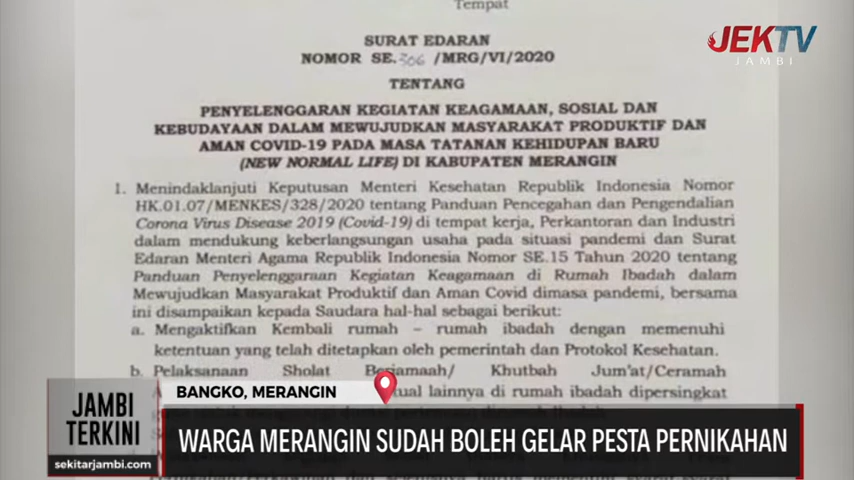 Tempat
SURAT EDARAN
NOMOR SE.306/MRG/VI/2020
TENTANG
PENYELENGGARAN KEGIATAN KEAGAMAAN, SOSIAL DAN
KEBUDAYAAN DALAM MEWUJUDKAN MASYARAKAT PRODUKTIF DAN
AMAN COVID-19 PADA MASA TATANAN KEHIDUPAN BARU
(NEW NORMAL LIFE) DI KABUPATEN MERANGIN
1. Menindaklanjuti Keputusan Menteri Kesehatan Republik Indonesia Nomor
HK.01.07/MENKES/328/2020 tentang Panduan Pencegahan dan Pengendalian
Corona Virus Disease 2019 (Covid-19) di tempat kerja, Perkantoran dan Industri
dalam mendukung keberlangsungan usaha pada situasi pandemi dan Surat
Edaran Menteri Agama Republik Indonesia Nomor SE.15 Tahun 2020 tentang
Panduan Penyelenggaraan Kegiatan Keagamaan di Rumah Ibadah dalam
Mewujudkan Masyarakat Produktif dan Aman Covid dimasa pandemi, bersama
ini disampaikan kepada Saudara hal-hal sebagai berikut:
a. Mengaktifkan Kembali rumah – rumah ibadah dengan memenuhi
ketentuan yang telah ditetapkan oleh pemerintah dan Protokol Kesehatan.
b. Pelaksanaan Sholat Berjamaah/ Khutbah Jum'at/Ceramah
lainnya di rumah ibadah dipersingkat
JEKTV
JAMBI
BANGKO, MERANGIN
JAMBI
TERKINI
sekitarjambi.com
WARGA MERANGIN SUDAH BOLEH GELAR PESTA PERNIKAHAN